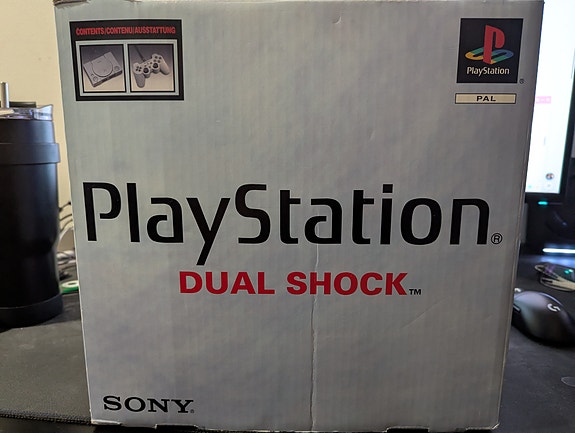 CONTENTS/CONTENU/AUSSTATTUNG
PlayStation
®
PAL
PlayStation®
DUAL SHOCK™
SONY®